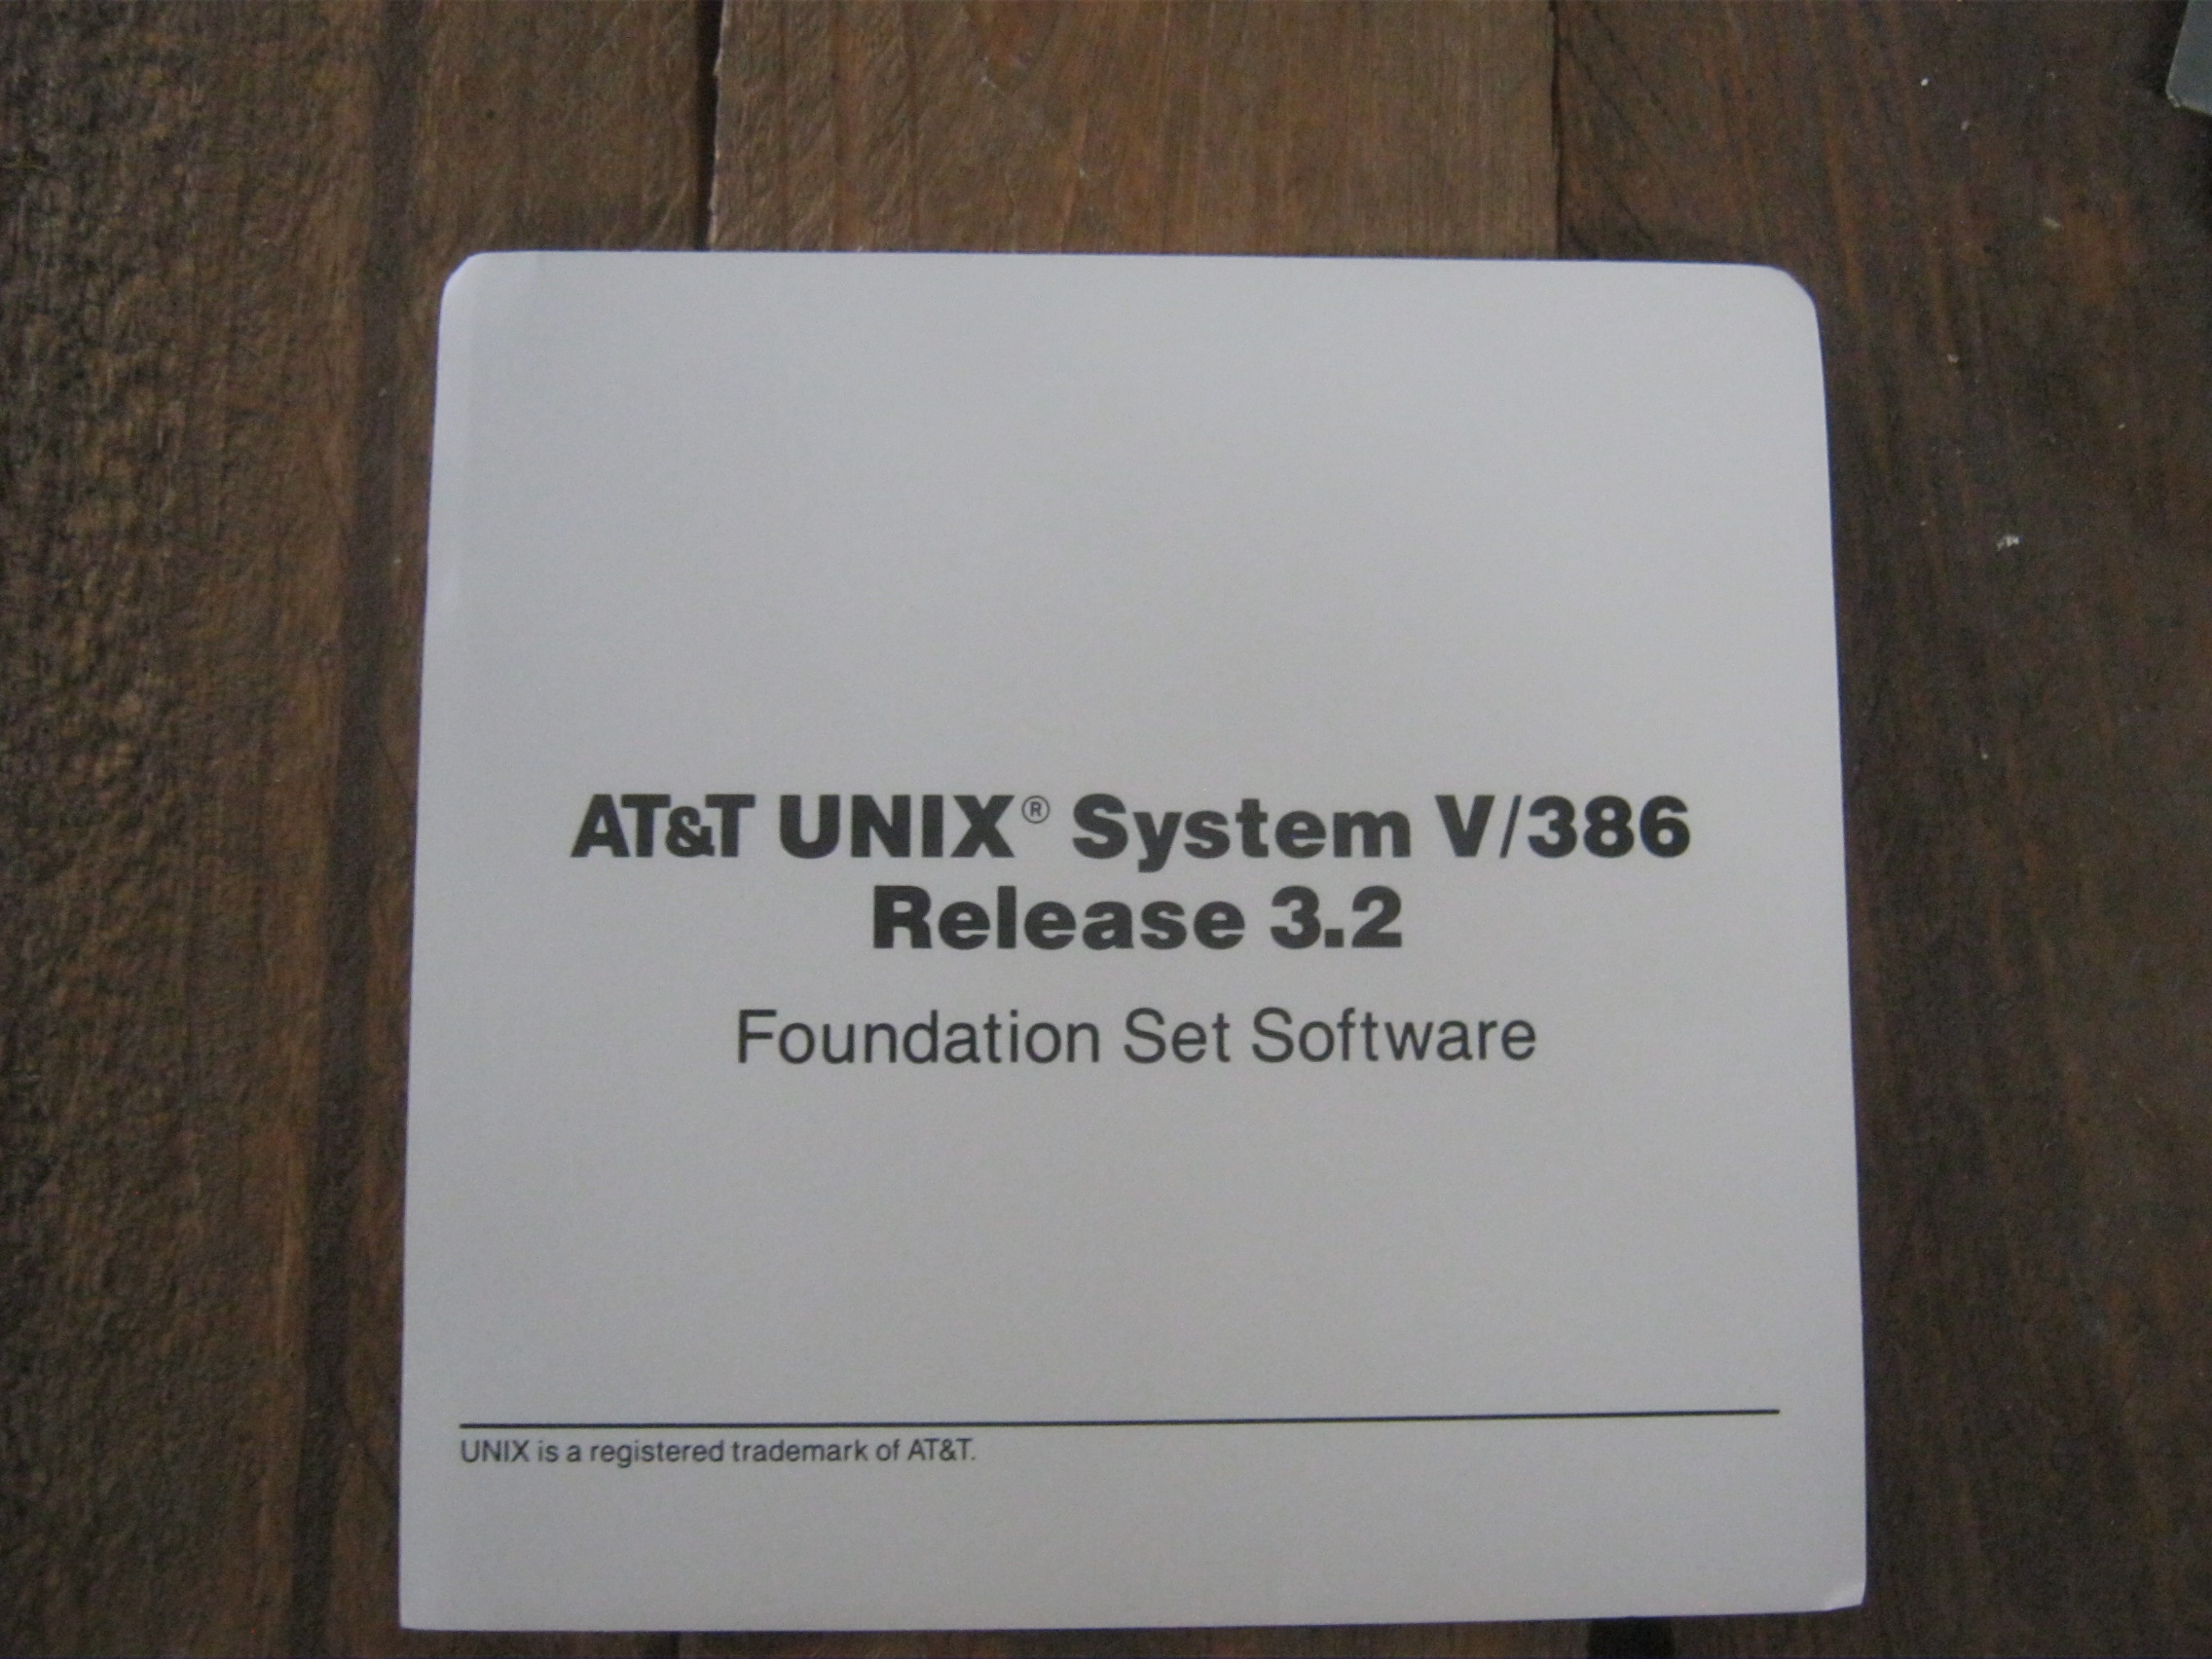 AT&T UNIX® System V/386
Release 3.2
Foundation Set Software
UNIX is a registered trademark of AT&T.